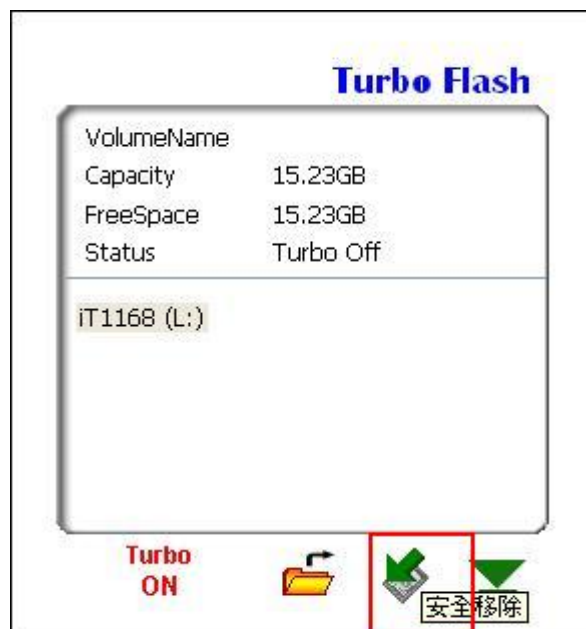 Turbo Flash
VolumeName
Capacity 15.23GB
FreeSpace 15.23GB
Status Turbo Off
iT1168 (L:)
Turbo
ON
安全移除